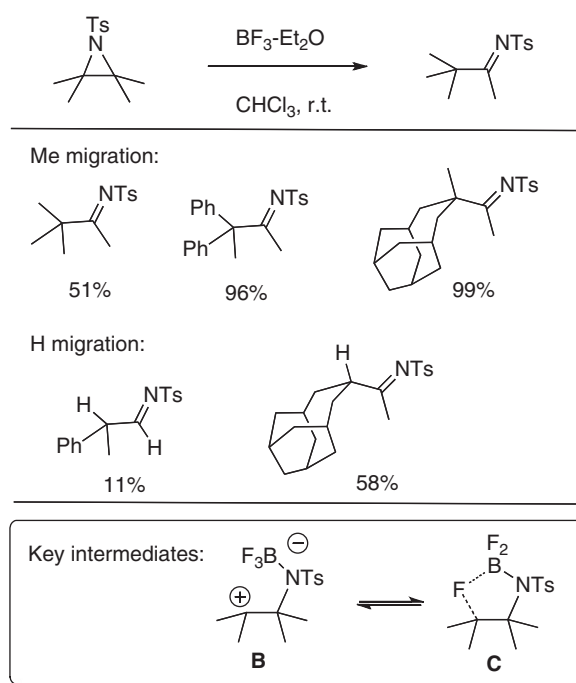 Ts
N
BF3-Et2O
CHCl3, r.t.
NTs
Me migration:
NTs
51%
Ph
Ph
NTs
96%
NTs
99%
H migration:
H
NTs
Ph
H
11%
H
NTs
58%
Key intermediates:
F3B ⊖
NTs
⊕
B
F2
B
F
NTs
C